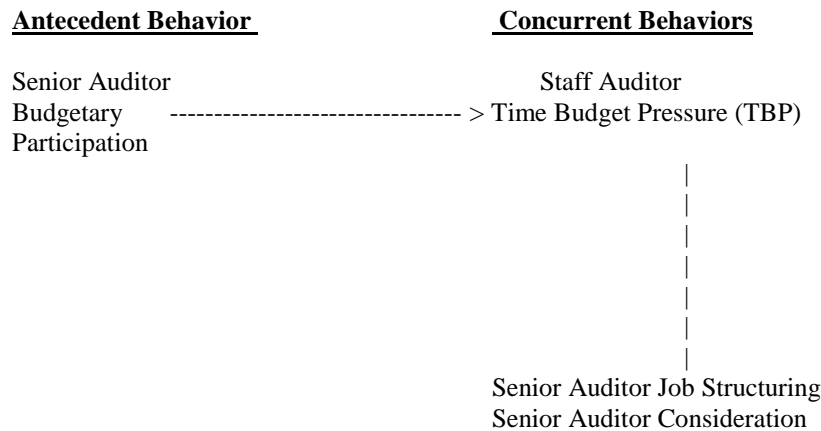 Antecedent Behavior Concurrent Behaviors
Senior Auditor Staff Auditor
Budgetary -------------------------------- > Time Budget Pressure (TBP)
Participation
|
|
|
|
|
|
|
Senior Auditor Job Structuring
Senior Auditor Consideration